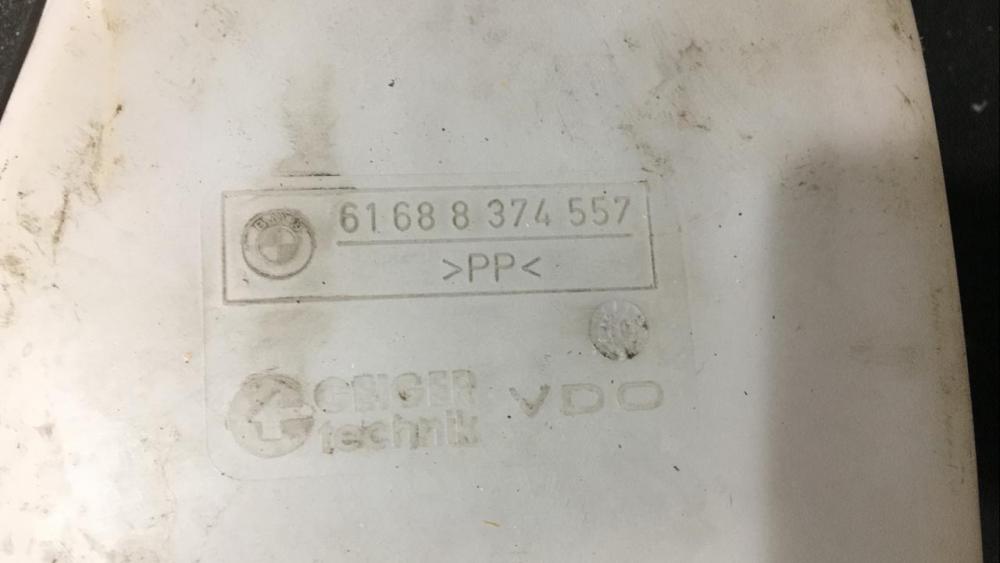 61 68 8 374 557
>PP<
GEIGER technik VDO